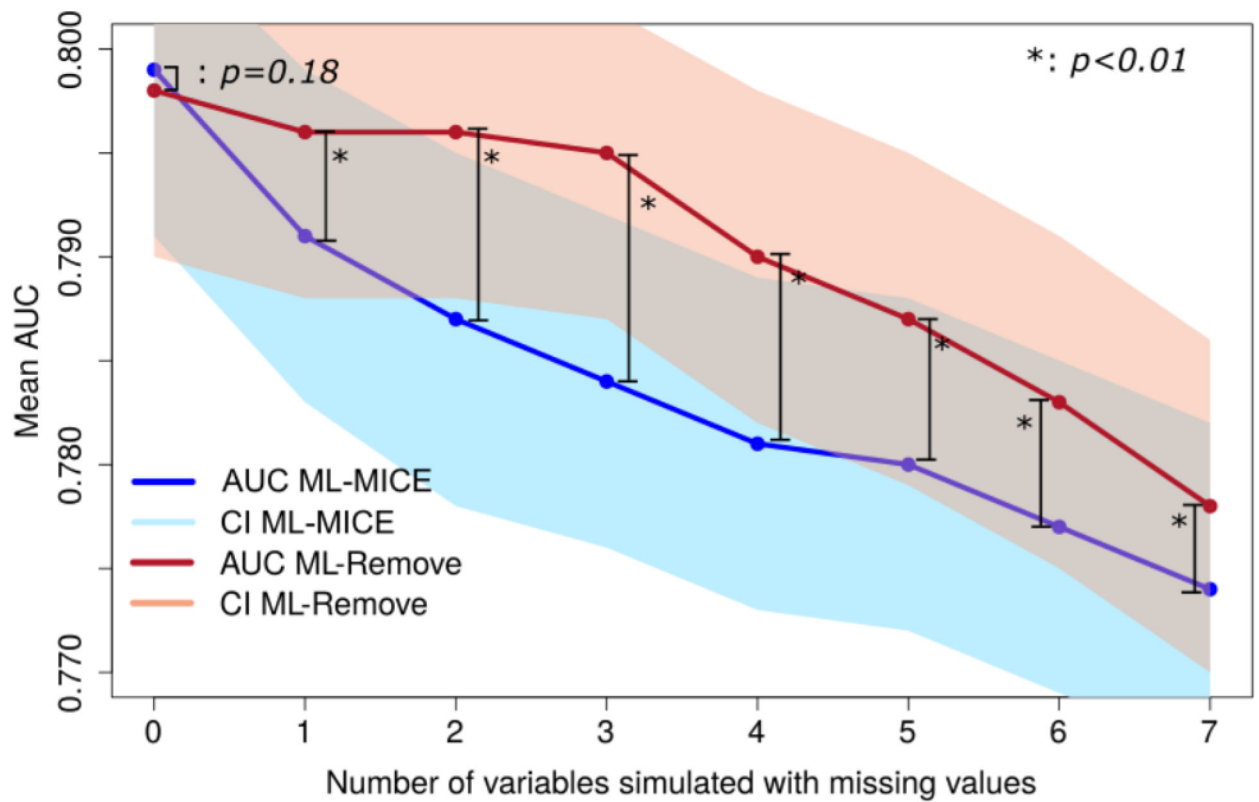 0.800
: p=0.18
*: p<0.01
*
*
*
*
*
*
*
0.790
0.780
0.770
Mean AUC
AUC ML-MICE
CI ML-MICE
AUC ML-Remove
CI ML-Remove
0 1 2 3 4 5 6 7
Number of variables simulated with missing values